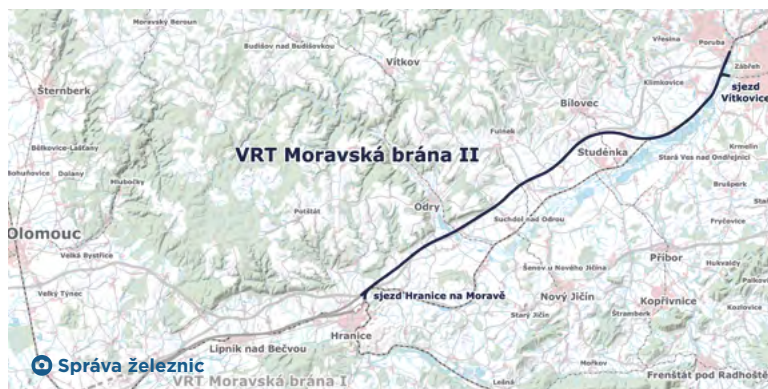 Moravský Beroun
Budišov nad Budišovkou
Vítkov
Vřesina
Poruba
Zábřeh
Klimkovice
sjezd
Vítkovice
Šternberk
Bílovec
Fulnek
VRT Moravská brána II
Studénka
Krmelín
Stará Ves nad Ondřejnicí
Bělkovice-Lašťany
Bohuňovice
Dolany
Hlubočky
Brušperk
Potštát
Odry
Suchdol nad Odrou
Fryčovice
Olomouc
Velká Bystřice
Příbor
Hukvaldy
Šenov u Nového Jičína
Velký Týnec
sjezd Hranice na Moravě
Nový Jičín
Kopřivnice
Kozlovice
Starý Jičín
Štramberk
Hranice
Lipník nad Bečvou
Správa železnic
Mořkov
Lešná
Frenštát pod Radhoštěm
VRT Moravská brána I